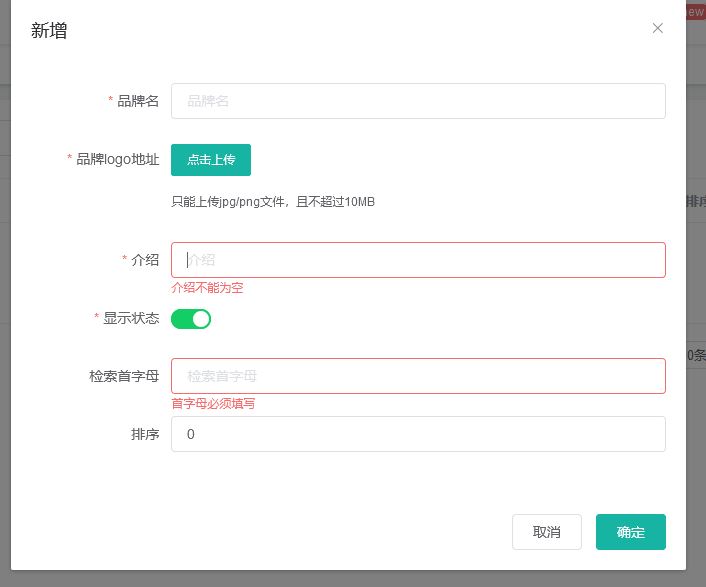 新增
new
* 品牌名
品牌名
* 品牌logo地址
点击上传
只能上传jpg/png文件，且不超过10MB
排序
* 介绍
介绍
介绍不能为空
* 显示状态
0条
检索首字母
检索首字母
首字母必须填写
排序
0
取消
确定